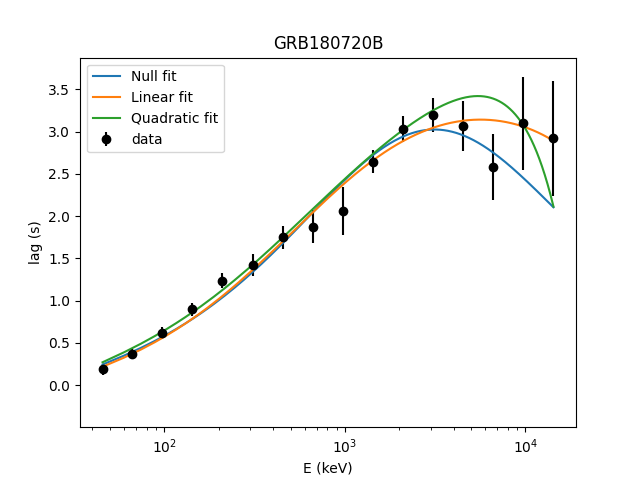 GRB180720B
Null fit
Linear fit
Quadratic fit
data
lag (s)
3.5
3.0
2.5
2.0
1.5
1.0
0.5
0.0
10² 10³ 10⁴
E (keV)